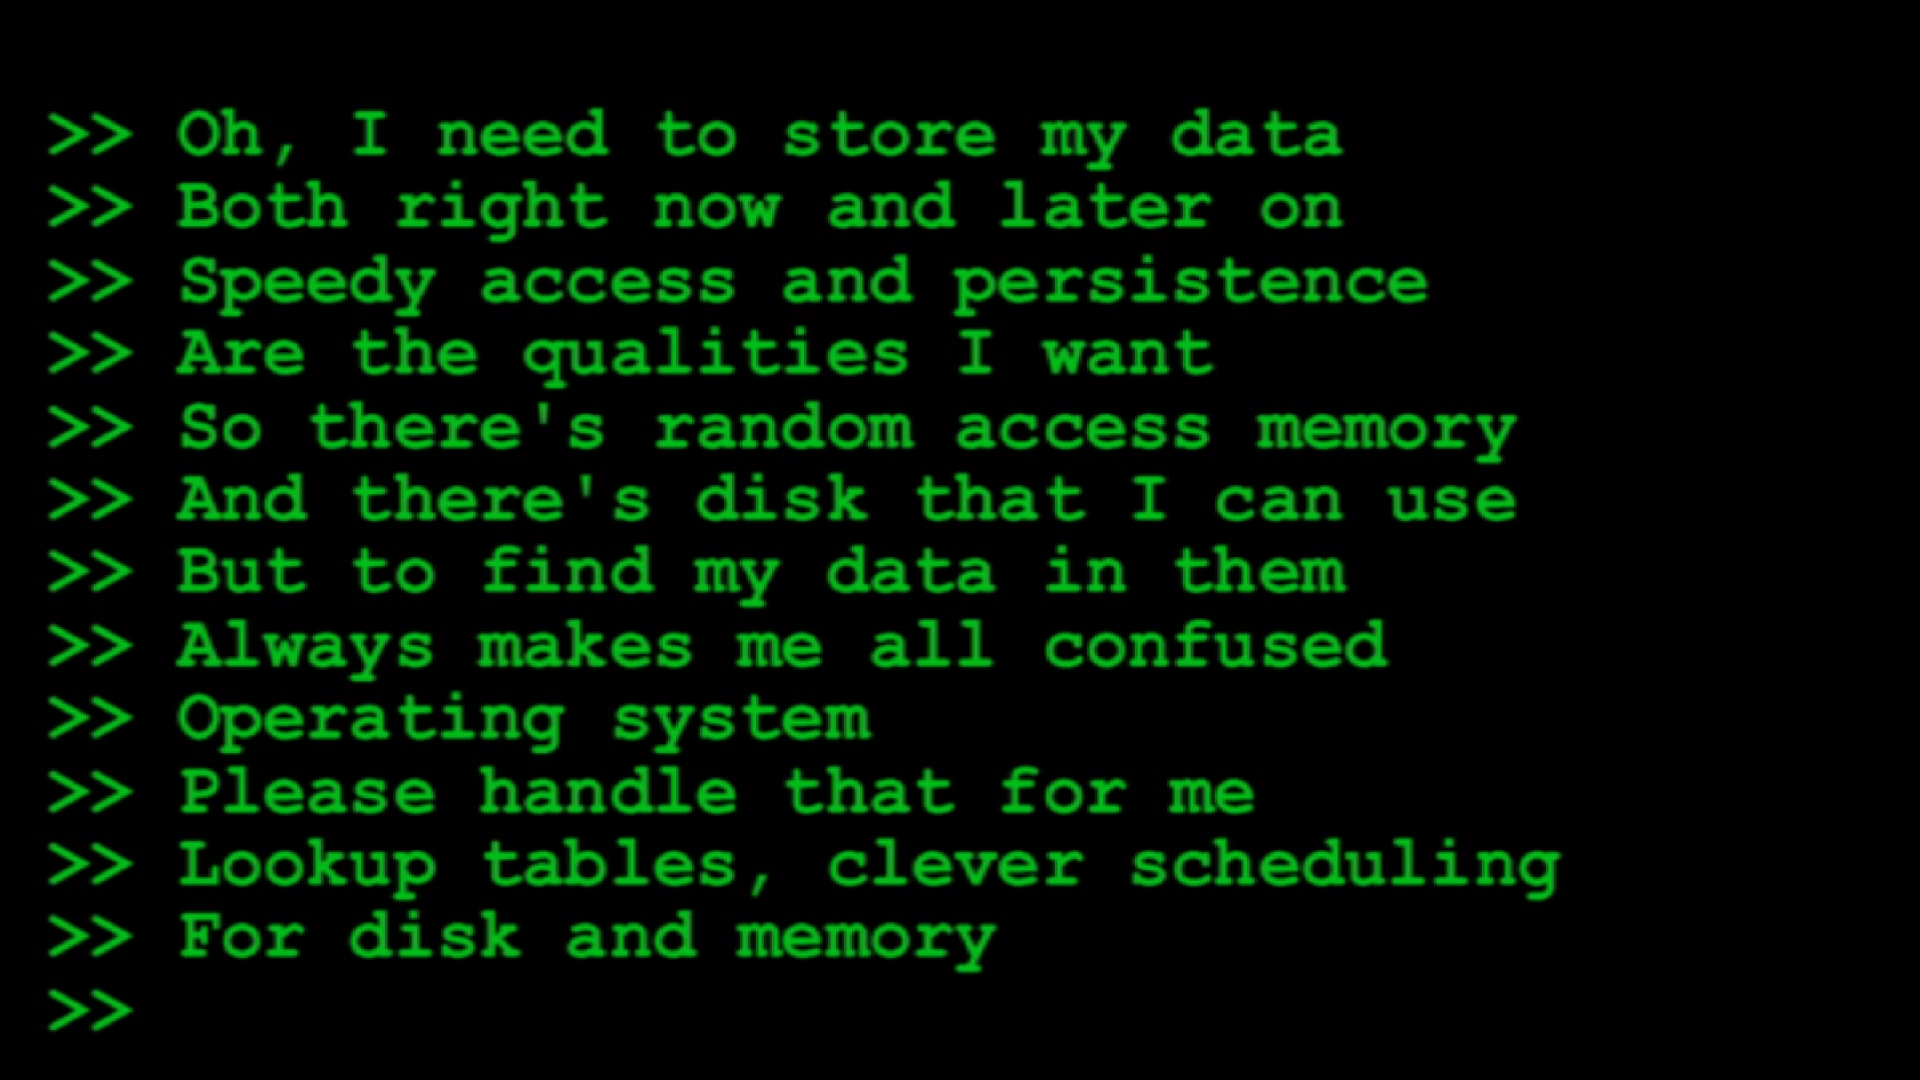 >> Oh, I need to store my data
>> Both right now and later on
>> Speedy access and persistence
>> Are the qualities I want
>> So there's random access memory
>> And there's disk that I can use
>> But to find my data in them
>> Always makes me all confused
>> Operating system
>> Please handle that for me
>> Lookup tables, clever scheduling
>> For disk and memory
>>